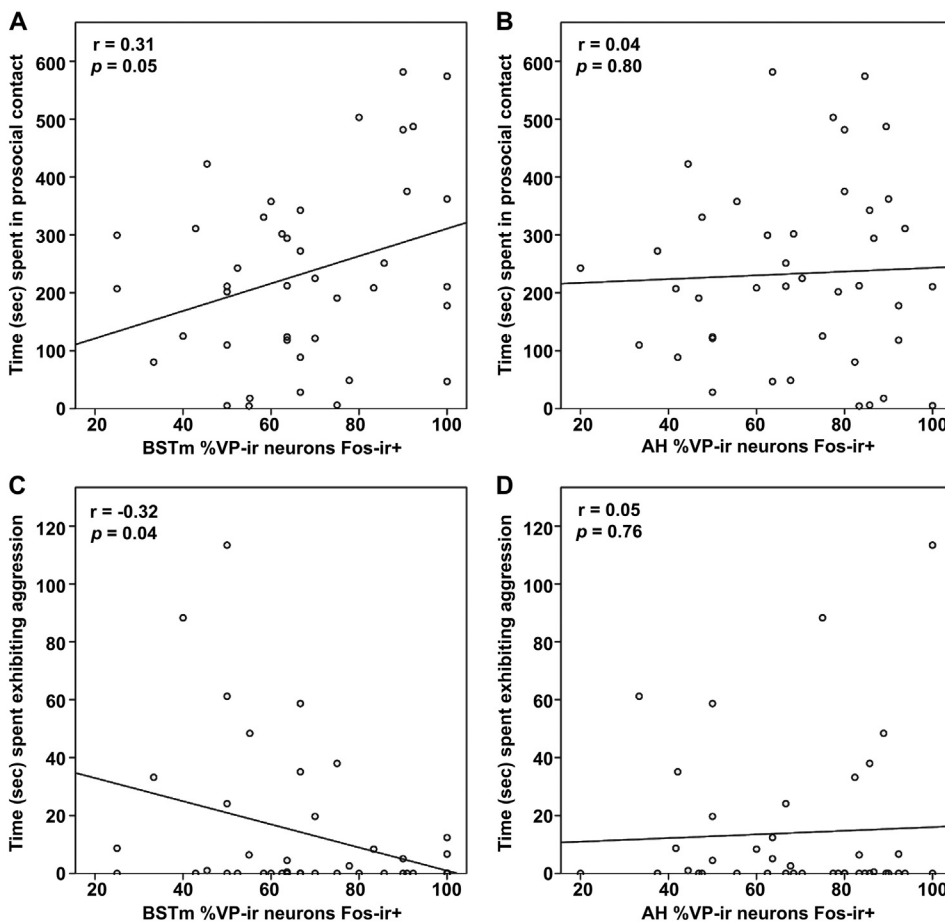 A
r = 0.31
p = 0.05
Time (sec) spent in prosocial contact
600
500
400
300
200
100
0
20 40 60 80 100
BSTm %VP-ir neurons Fos-ir+
B
r = 0.04
p = 0.80
Time (sec) spent in prosocial contact
600
500
400
300
200
100
0
20 40 60 80 100
AH %VP-ir neurons Fos-ir+
C
r = -0.32
p = 0.04
Time (sec) spent exhibiting aggression
120
100
80
60
40
20
0
20 40 60 80 100
BSTm %VP-ir neurons Fos-ir+
D
r = 0.05
p = 0.76
Time (sec) spent exhibiting aggression
120
100
80
60
40
20
0
20 40 60 80 100
AH %VP-ir neurons Fos-ir+